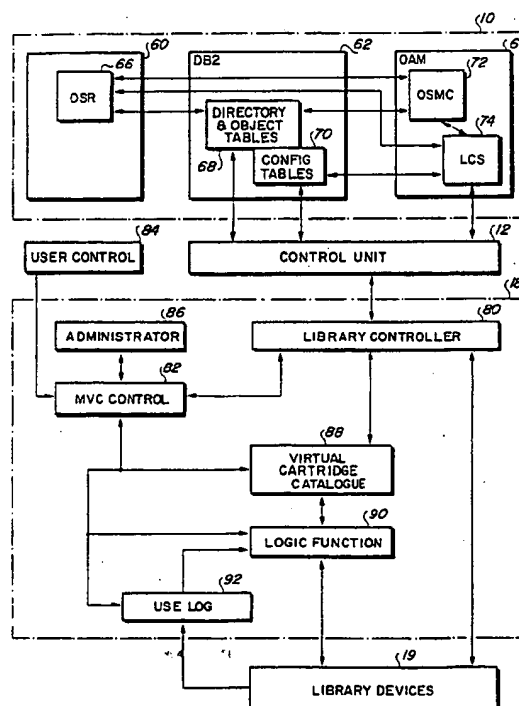 10
60
62
6
66
OSR
DB2
OAM
72
OSMC
DIRECTORY
& OBJECT
TABLES
70
68
CONFIG
TABLES
74
LCS
84
USER CONTROL
12
CONTROL UNIT
18
86
ADMINISTRATOR
80
LIBRARY CONTROLLER
82
MVC CONTROL
88
VIRTUAL
CARTRIDGE
CATALOGUE
90
LOGIC FUNCTION
92
USE LOG
19
LIBRARY DEVICES